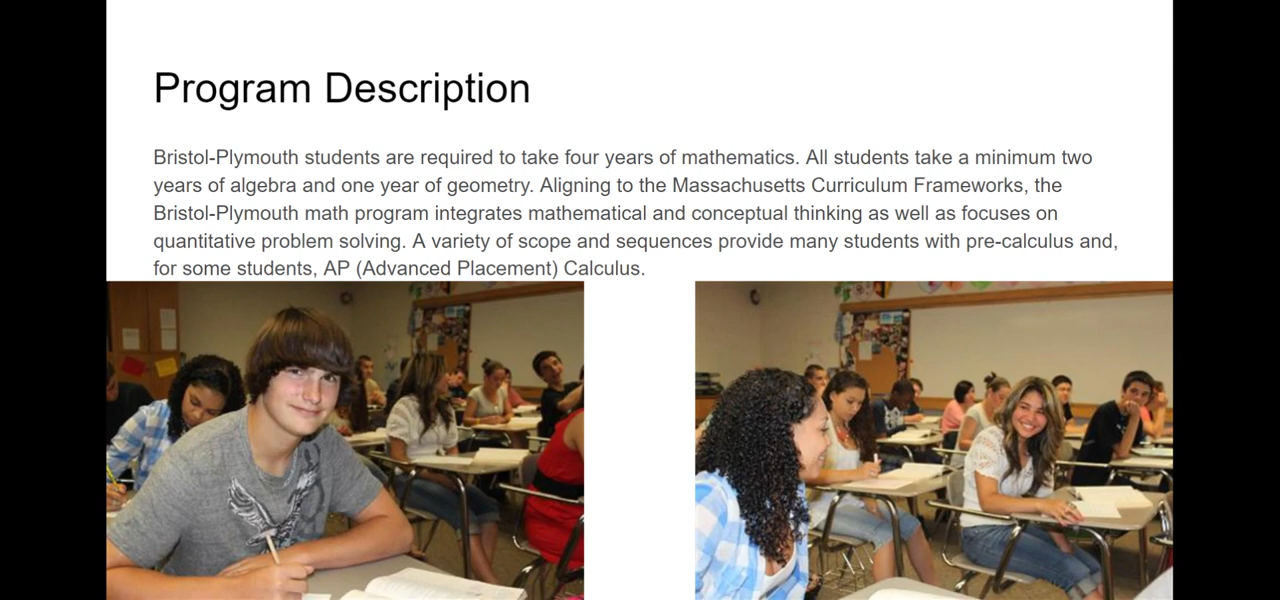 Program Description
Bristol-Plymouth students are required to take four years of mathematics. All students take a minimum two
years of algebra and one year of geometry. Aligning to the Massachusetts Curriculum Frameworks, the
Bristol-Plymouth math program integrates mathematical and conceptual thinking as well as focuses on
quantitative problem solving. A variety of scope and sequences provide many students with pre-calculus and,
for some students, AP (Advanced Placement) Calculus.